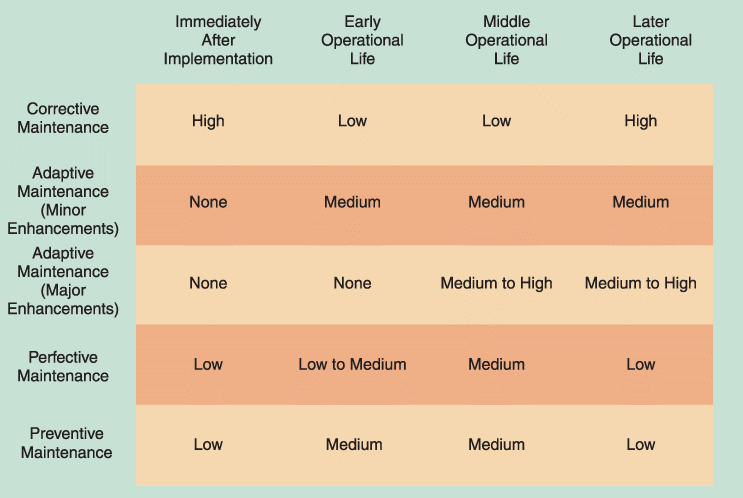 Immediately
After
Implementation
Early
Operational
Life
Middle
Operational
Life
Later
Operational
Life
Corrective
Maintenance
High
Low
Low
High
Adaptive
Maintenance
(Minor
Enhancements)
None
Medium
Medium
Medium
Adaptive
Maintenance
(Major
Enhancements)
None
None
Medium to High
Medium to High
Perfective
Maintenance
Low
Low to Medium
Medium
Low
Preventive
Maintenance
Low
Medium
Medium
Low